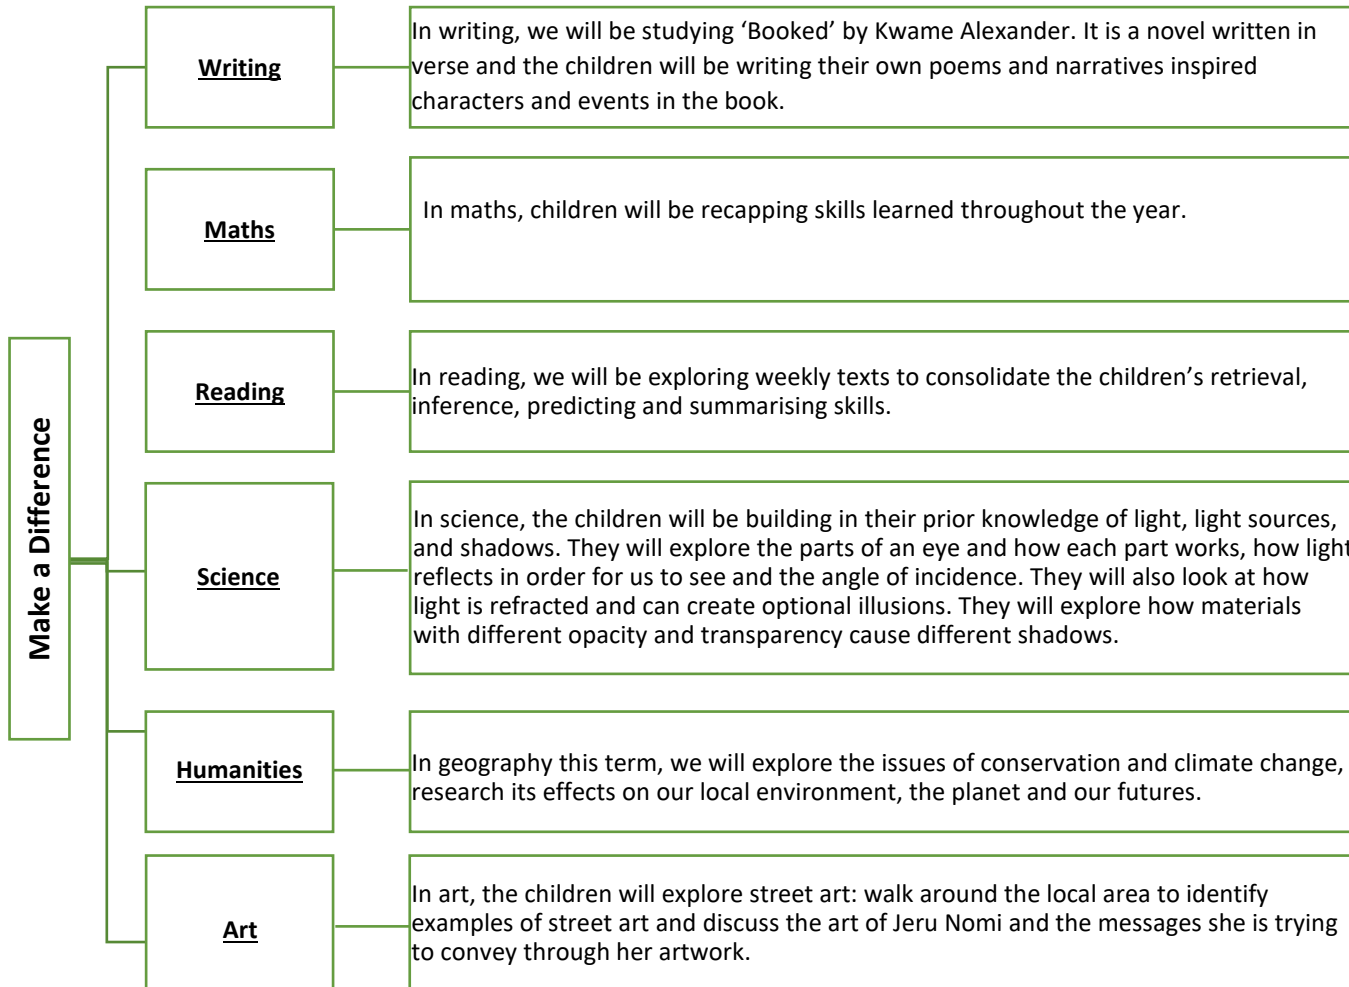 Make a Difference
Writing
In writing, we will be studying ‘Booked’ by Kwame Alexander. It is a novel written in
verse and the children will be writing their own poems and narratives inspired
characters and events in the book.
Maths
In maths, children will be recapping skills learned throughout the year.
Reading
In reading, we will be exploring weekly texts to consolidate the children’s retrieval,
inference, predicting and summarising skills.
Science
In science, the children will be building in their prior knowledge of light, light sources,
and shadows. They will explore the parts of an eye and how each part works, how light
reflects in order for us to see and the angle of incidence. They will also look at how
light is refracted and can create optional illusions. They will explore how materials
with different opacity and transparency cause different shadows.
Humanities
In geography this term, we will explore the issues of conservation and climate change,
research its effects on our local environment, the planet and our futures.
Art
In art, the children will explore street art: walk around the local area to identify
examples of street art and discuss the art of Jeru Nomi and the messages she is trying
to convey through her artwork.